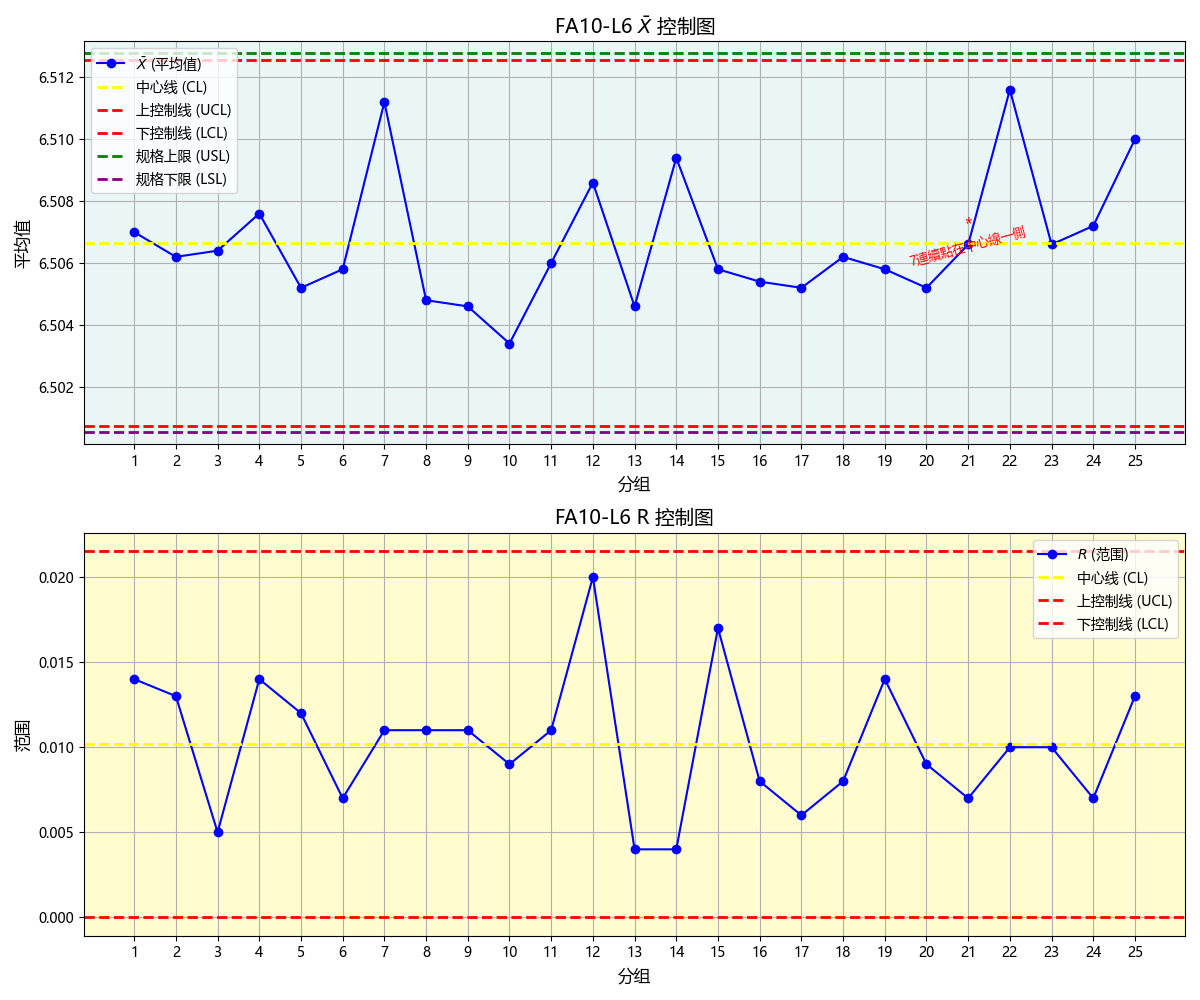 FA10-L6 X̄ 控制图
平均值
6.512
6.510
6.508
6.506
6.504
6.502
X̄ (平均值)
中心线 (CL)
上控制线 (UCL)
下控制线 (LCL)
规格上限 (USL)
规格下限 (LSL)
*
7連續點在中心線一側
1 2 3 4 5 6 7 8 9 10 11 12 13 14 15 16 17 18 19 20 21 22 23 24 25
分组
FA10-L6 R 控制图
范围
0.020
0.015
0.010
0.005
0.000
R (范围)
中心线 (CL)
上控制线 (UCL)
下控制线 (LCL)
1 2 3 4 5 6 7 8 9 10 11 12 13 14 15 16 17 18 19 20 21 22 23 24 25
分组